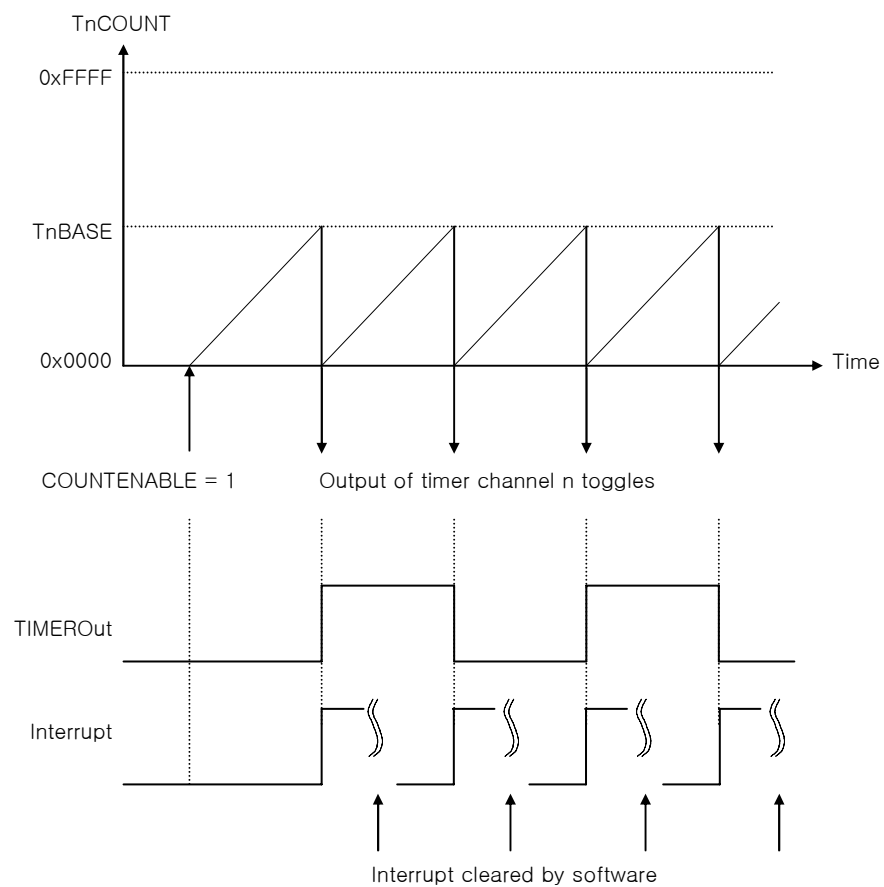 TnCOUNT
0xFFFF
TnBASE
0x0000
Time
COUNTENABLE = 1
Output of timer channel n toggles
TIMEROut
Interrupt
Interrupt cleared by software